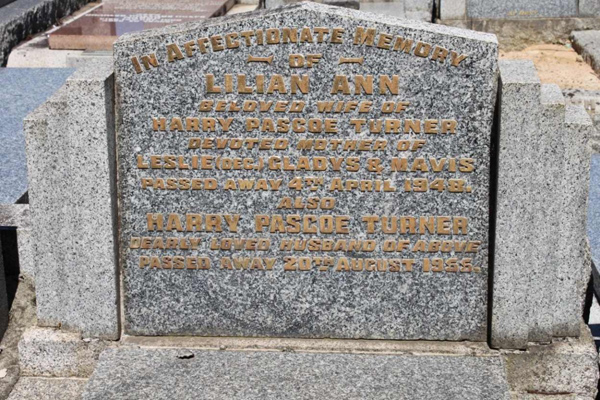 IN AFFECTIONATE MEMORY
OF
LILIAN ANN
BELOVED WIFE OF
HARRY PASCOE TURNER
DEVOTED MOTHER OF
LESLIE (DEC) GLADYS & MAVIS
PASSED AWAY 4TH APRIL 1948.
ALSO
HARRY PASCOE TURNER
DEARLY LOVED HUSBAND OF ABOVE
PASSED AWAY 20TH AUGUST 1955.